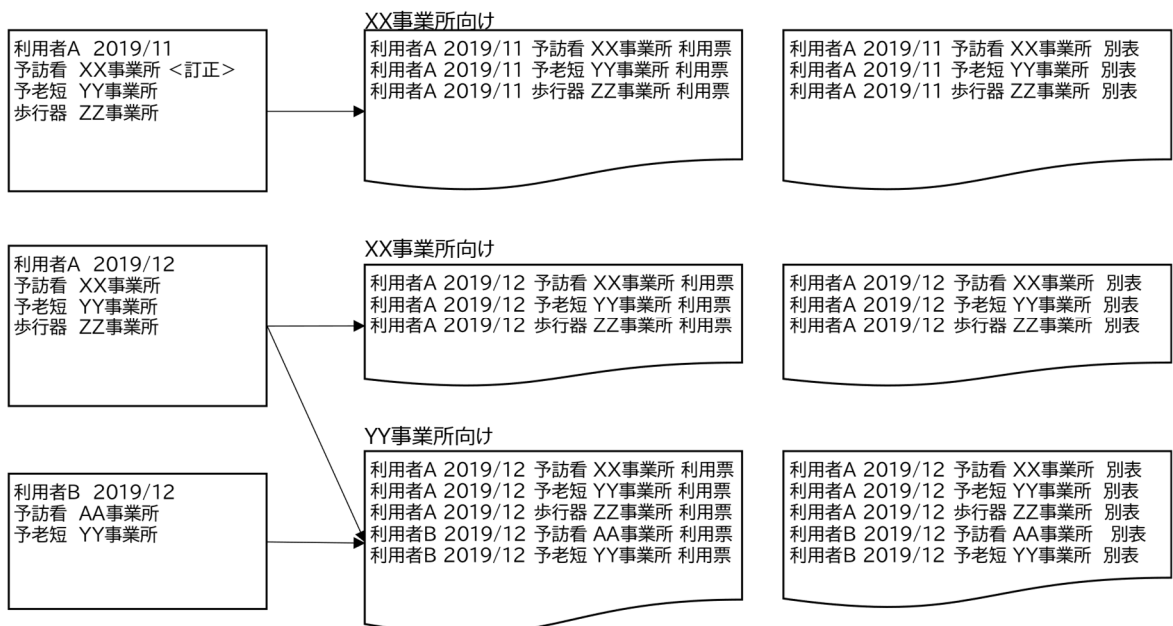 XX事業所向け
利用者A 2019/11
予訪看 XX事業所 <訂正>
予老短 YY事業所
歩行器 ZZ事業所
利用者A 2019/11 予訪看 XX事業所 利用票
利用者A 2019/11 予老短 YY事業所 利用票
利用者A 2019/11 歩行器 ZZ事業所 利用票
利用者A 2019/11 予訪看 XX事業所 別表
利用者A 2019/11 予老短 YY事業所 別表
利用者A 2019/11 歩行器 ZZ事業所 別表
XX事業所向け
利用者A 2019/12
予訪看 XX事業所
予老短 YY事業所
歩行器 ZZ事業所
利用者A 2019/12 予訪看 XX事業所 利用票
利用者A 2019/12 予老短 YY事業所 利用票
利用者A 2019/12 歩行器 ZZ事業所 利用票
利用者A 2019/12 予訪看 XX事業所 別表
利用者A 2019/12 予老短 YY事業所 別表
利用者A 2019/12 歩行器 ZZ事業所 別表
YY事業所向け
利用者B 2019/12
予訪看 AA事業所
予老短 YY事業所
利用者A 2019/12 予訪看 XX事業所 利用票
利用者A 2019/12 予老短 YY事業所 利用票
利用者A 2019/12 歩行器 ZZ事業所 利用票
利用者B 2019/12 予訪看 AA事業所 利用票
利用者B 2019/12 予老短 YY事業所 利用票
利用者A 2019/12 予訪看 XX事業所 別表
利用者A 2019/12 予老短 YY事業所 別表
利用者A 2019/12 歩行器 ZZ事業所 別表
利用者B 2019/12 予訪看 AA事業所 別表
利用者B 2019/12 予老短 YY事業所 別表